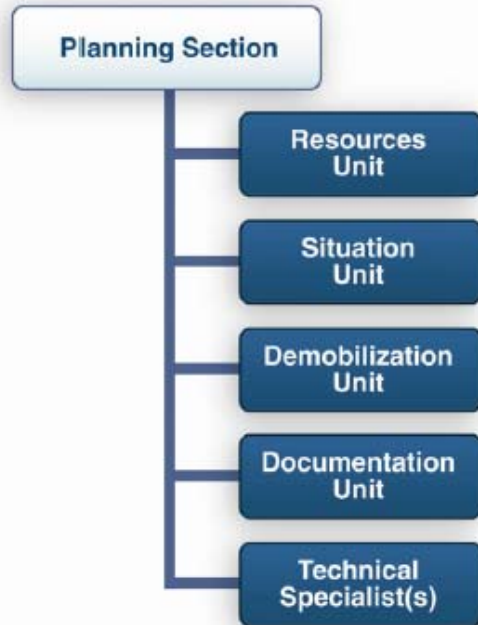 Planning Section
Resources
Unit
Situation
Unit
Demobilization
Unit
Documentation
Unit
Technical
Specialist(s)